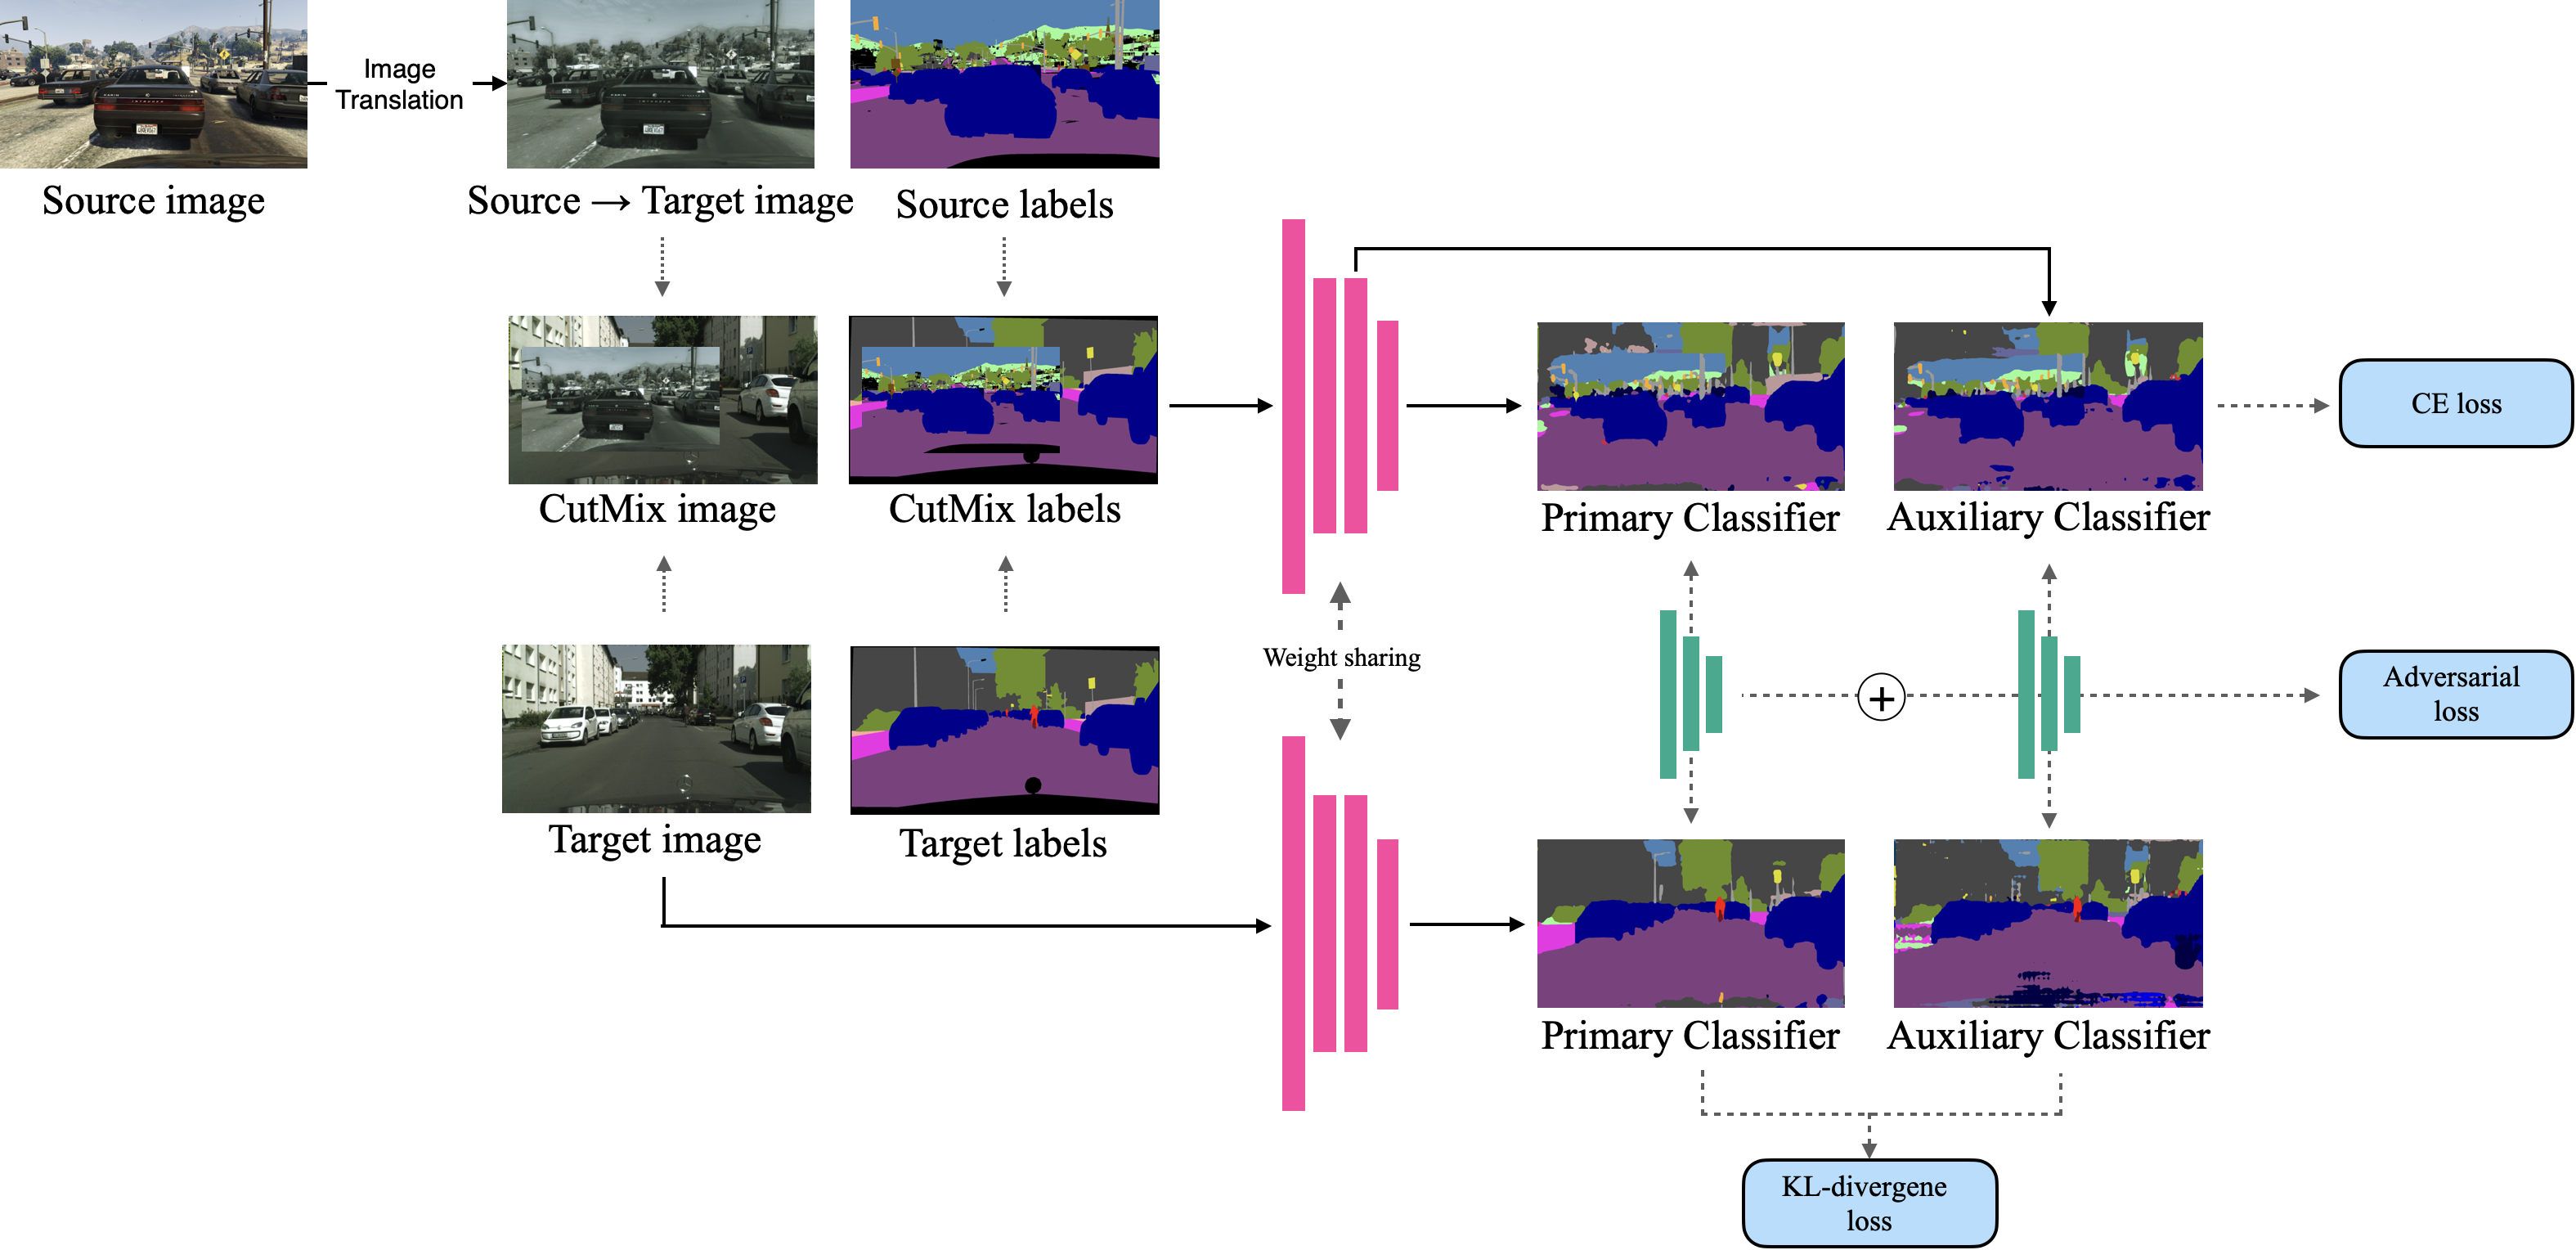 Image
Translation
Source image
Source → Target image
Source labels
CutMix image
CutMix labels
Primary Classifier
Auxiliary Classifier
CE loss
Weight sharing
+
Adversarial
loss
Target image
Target labels
Primary Classifier
Auxiliary Classifier
KL-divergene
loss